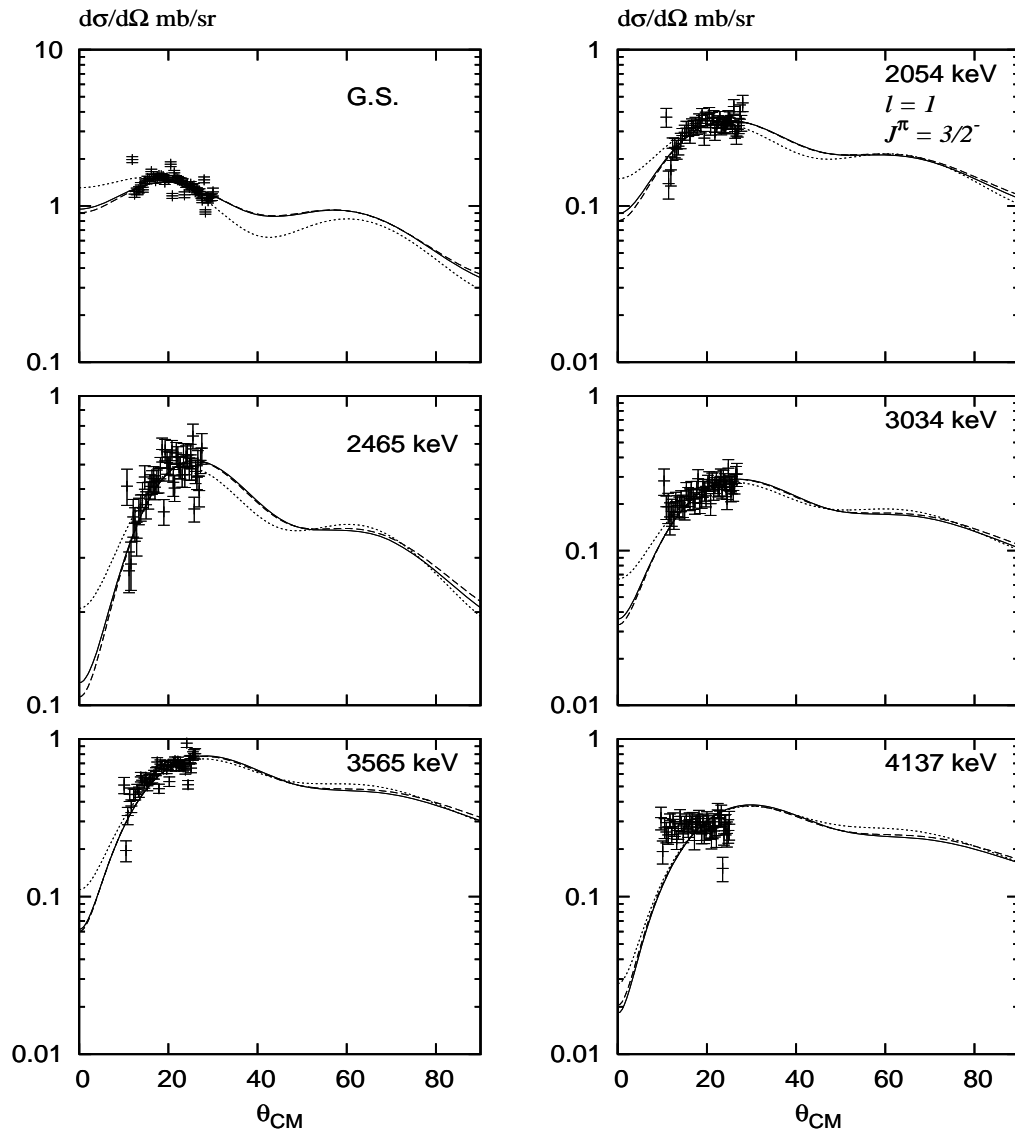 dσ/dΩ mb/sr
10
1
0.1
G.S.
dσ/dΩ mb/sr
1
0.1
0.01
2054 keV
l = 1
J^π = 3/2^-
1
0.1
2465 keV
1
0.1
0.01
3034 keV
1
0.1
0.01
3565 keV
0 20 40 60 80
θ_CM
1
0.1
0.01
4137 keV
0 20 40 60 80
θ_CM